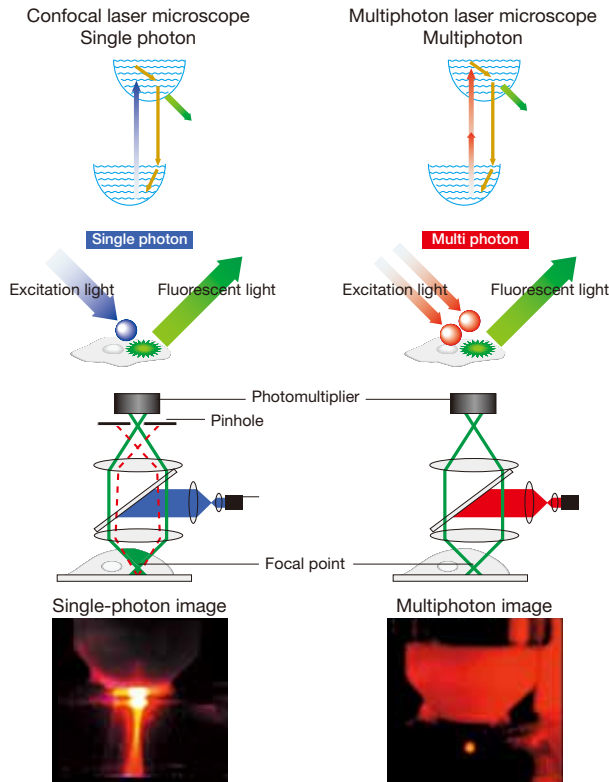 Confocal laser microscope
Single photon
Multiphoton laser microscope
Multiphoton
Single photon
Multi photon
Excitation light
Fluorescent light
Excitation light
Fluorescent light
Photomultiplier
Pinhole
Focal point
Single-photon image
Multiphoton image